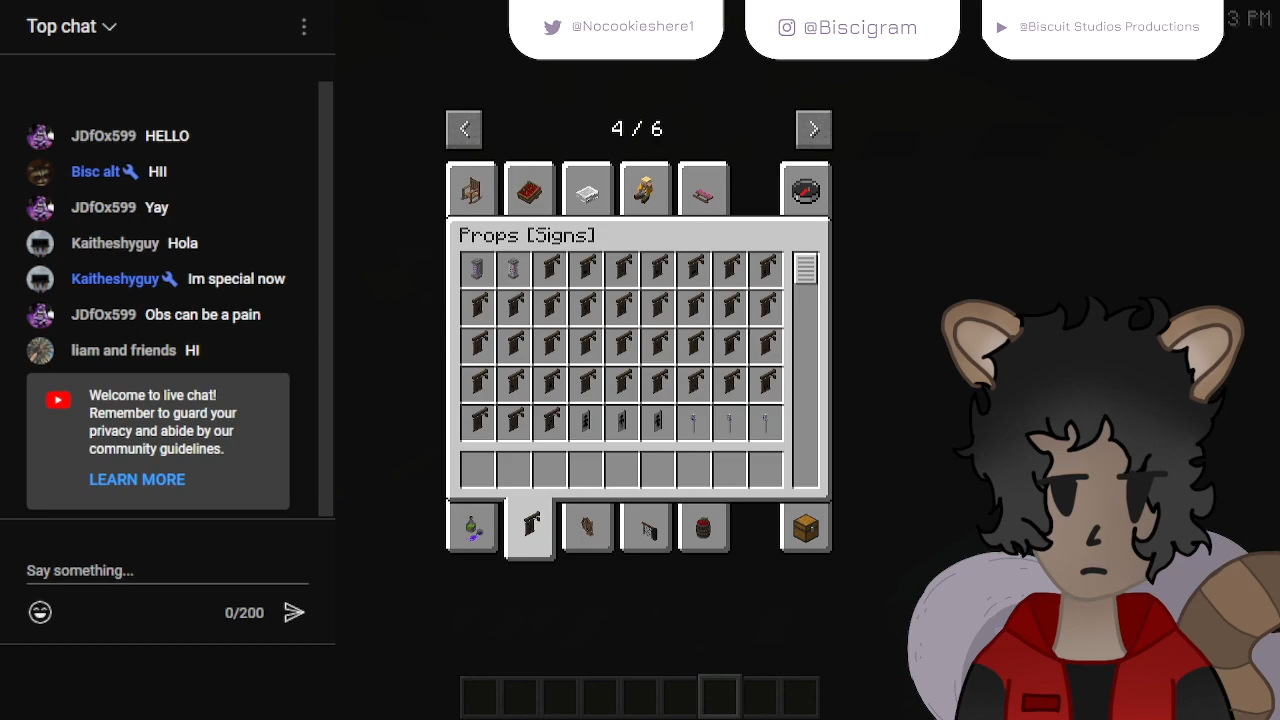 Top chat
@Nocookieshere1
@Biscigram
@Biscuit Studios Productions
3 PM
JDfOx599 HELLO
Bisc alt HII
JDfOx599 Yay
Kaitheshyguy Hola
Kaitheshyguy Im special now
JDfOx599 Obs can be a pain
liam and friends HI
Welcome to live chat!
Remember to guard your
privacy and abide by our
community guidelines.
LEARN MORE
Say something...
0/200
4 / 6
Props [Signs]